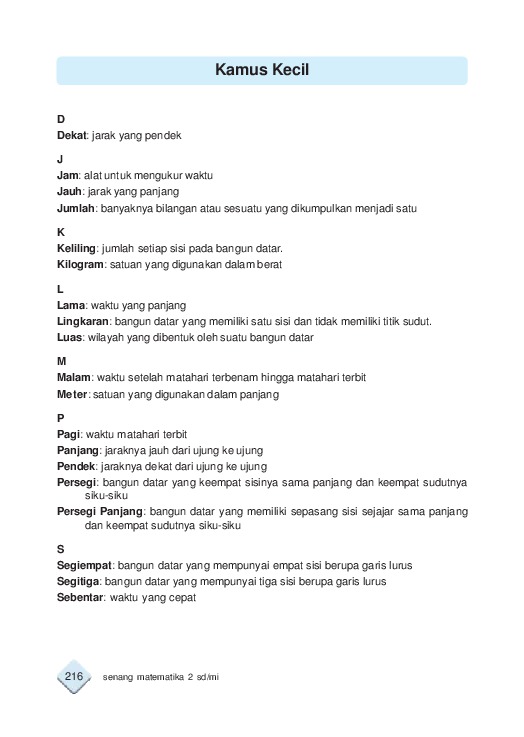 Kamus Kecil
D
Dekat: jarak yang pendek
J
Jam: alat untuk mengukur waktu
Jauh: jarak yang panjang
Jumlah: banyaknya bilangan atau sesuatu yang dikumpulkan menjadi satu
K
Keliling: jumlah setiap sisi pada bangun datar.
Kilogram: satuan yang digunakan dalam berat
L
Lama: waktu yang panjang
Lingkaran: bangun datar yang memiliki satu sisi dan tidak memiliki titik sudut.
Luas: wilayah yang dibentuk oleh suatu bangun datar
M
Malam: waktu setelah matahari terbenam hingga matahari terbit
Meter: satuan yang digunakan dalam panjang
P
Pagi: waktu matahari terbit
Panjang: jaraknya jauh dari ujung ke ujung
Pendek: jaraknya dekat dari ujung ke ujung
Persegi: bangun datar yang keempat sisinya sama panjang dan keempat sudutnya
siku-siku
Persegi Panjang: bangun datar yang memiliki sepasang sisi sejajar sama panjang
dan keempat sudutnya siku-siku
S
Segiempat: bangun datar yang mempunyai empat sisi berupa garis lurus
Segitiga: bangun datar yang mempunyai tiga sisi berupa garis lurus
Sebentar: waktu yang cepat
216 senang matematika 2 sd/mi